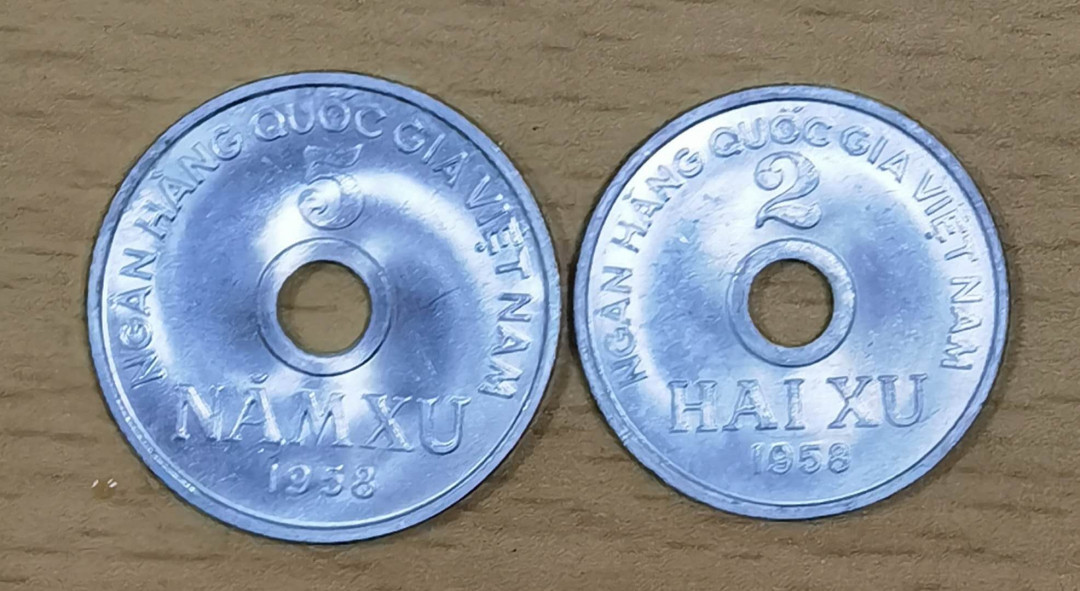 NGÂN HÀNG QUỐC GIA VIỆT NAM
5
NĂM XU
1958
NGÂN HÀNG QUỐC GIA VIỆT NAM
2
HAI XU
1958